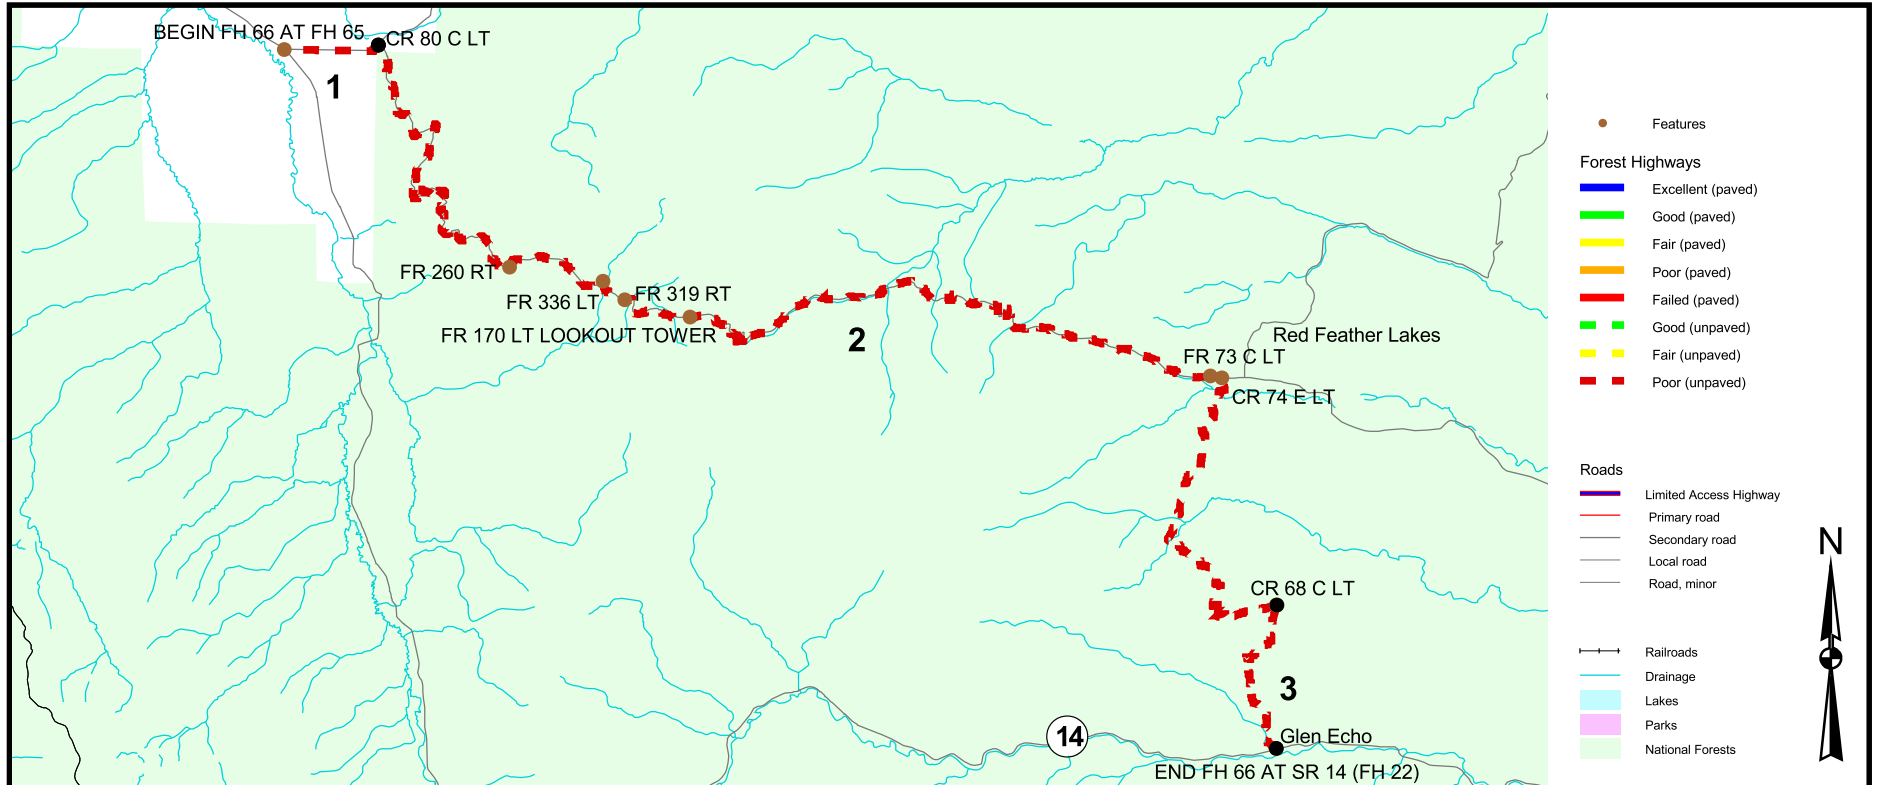 BEGIN FH 66 AT FH 65
CR 80 C LT
1
FR 260 RT
FR 336 LT
FR 319 RT
FR 170 LT LOOKOUT TOWER
2
Red Feather Lakes
FR 73 C LT
CR 74 E LT
CR 68 C LT
3
14
Glen Echo
END FH 66 AT SR 14 (FH 22)
Features
Forest Highways
Excellent (paved)
Good (paved)
Fair (paved)
Poor (paved)
Failed (paved)
Good (unpaved)
Fair (unpaved)
Poor (unpaved)
Roads
Limited Access Highway
Primary road
Secondary road
Local road
Road, minor
Railroads
Drainage
Lakes
Parks
National Forests
N